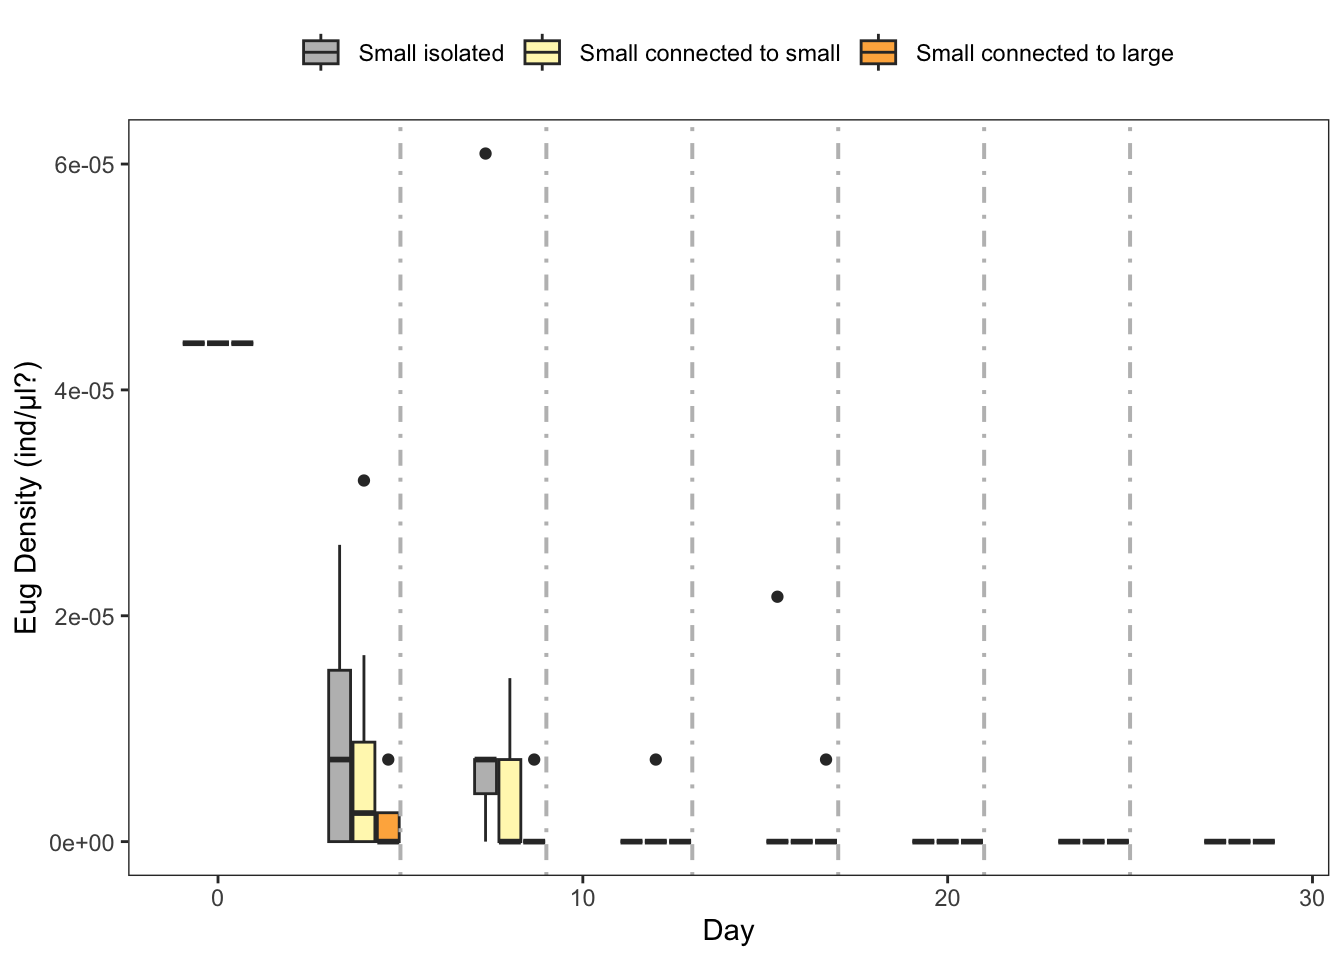 Small isolated Small connected to small Small connected to large
6e-05
4e-05
2e-05
0e+00
Eug Density (ind/μl?)
0 10 20 30
Day